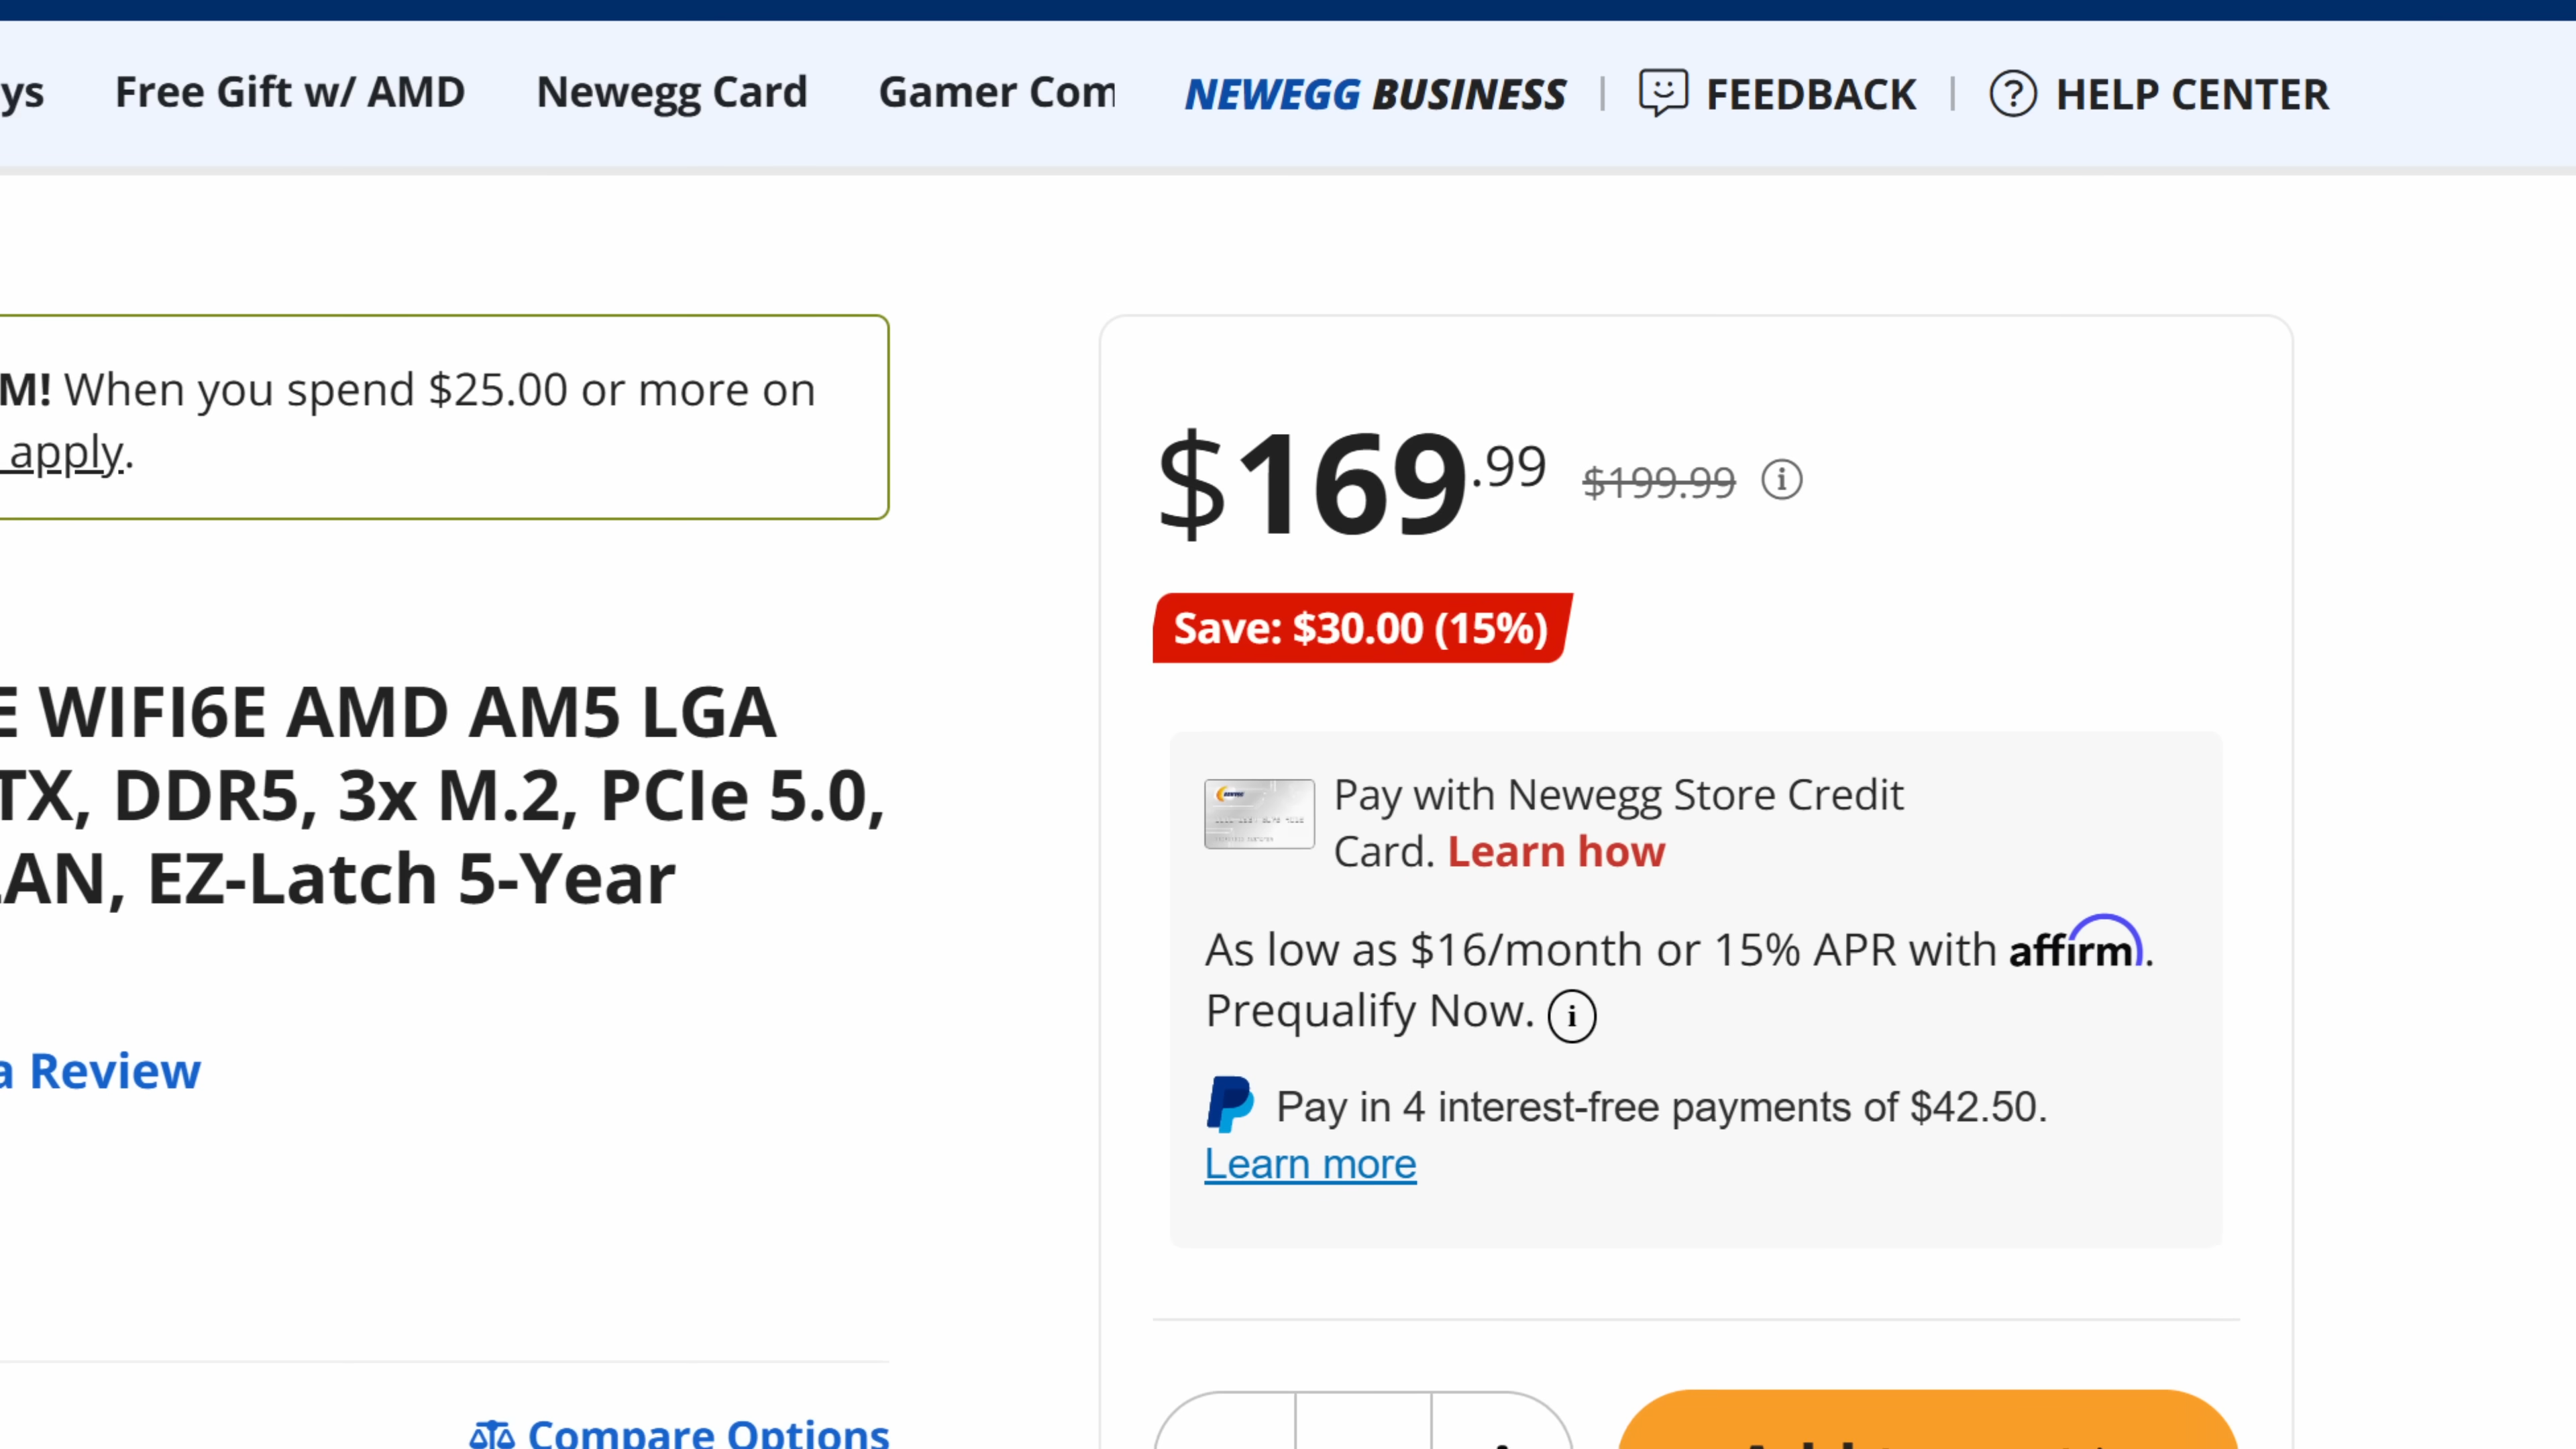 ys Free Gift w/ AMD Newegg Card Gamer Com NEWEGG BUSINESS | FEEDBACK | HELP CENTER
M! When you spend $25.00 or more on
apply.
E WIFI6E AMD AM5 LGA
TX, DDR5, 3x M.2, PCIe 5.0,
LAN, EZ-Latch 5-Year
a Review
Compare Options
$169.99 $199.99
Save: $30.00 (15%)
Pay with Newegg Store Credit
Card. Learn how
As low as $16/month or 15% APR with affirm.
Prequalify Now.
Pay in 4 interest-free payments of $42.50.
Learn more